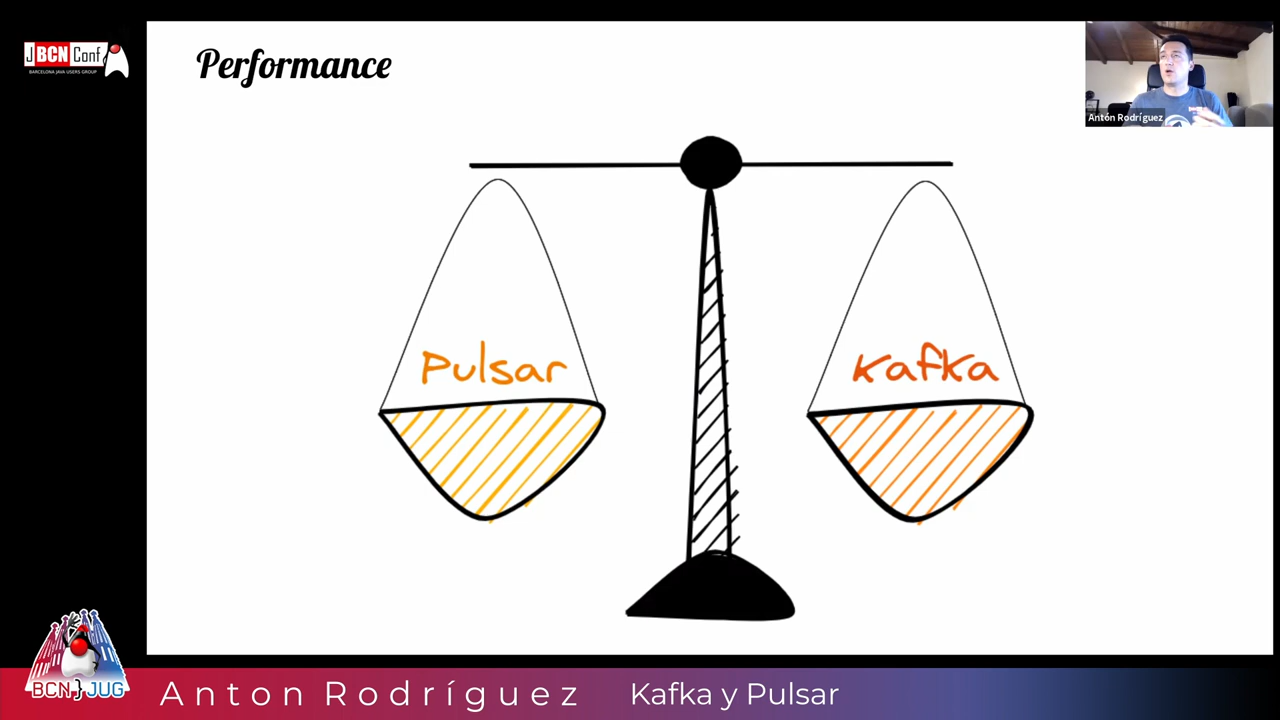 JBCNConf
BARCELONA JAVA USERS GROUP
Performance
Antón Rodríguez
Pulsar
Kafka
BCN JUG
Anton Rodríguez
Kafka y Pulsar